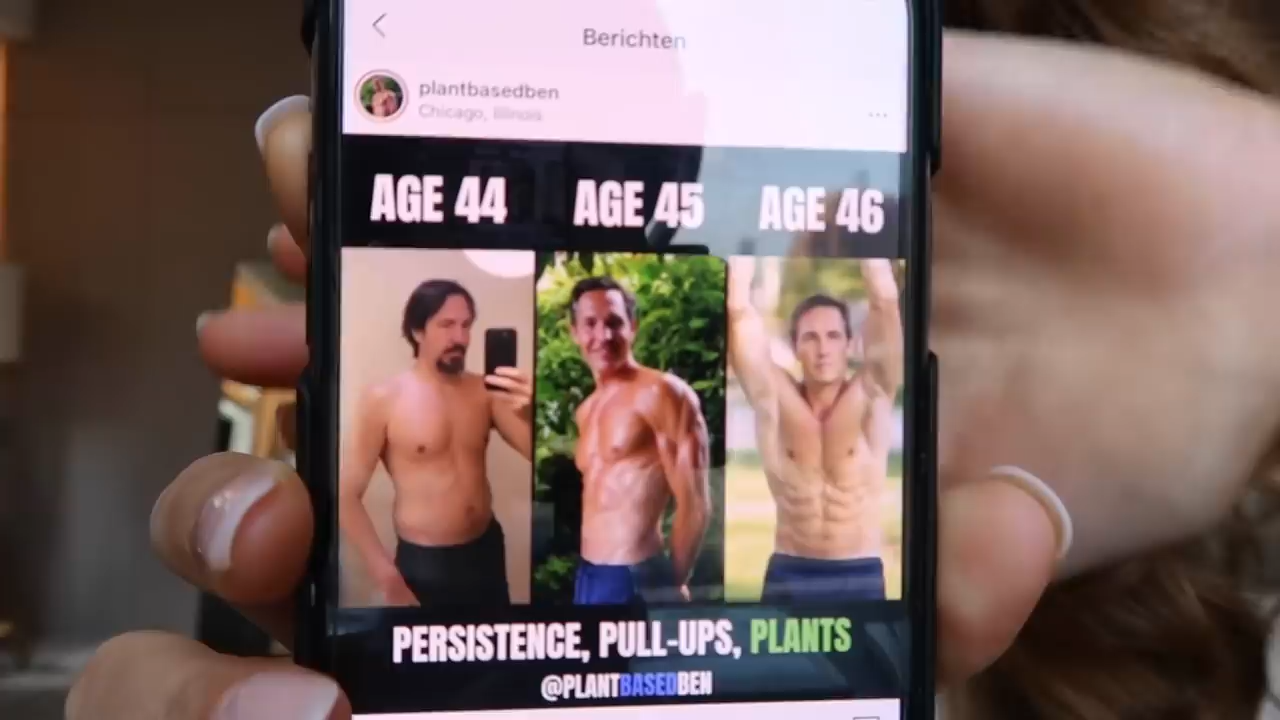 Berichten
plantbasedben
Chicago, Illinois
AGE 44 AGE 45 AGE 46
PERSISTENCE, PULL-UPS, PLANTS
@PLANTBASEDBEN